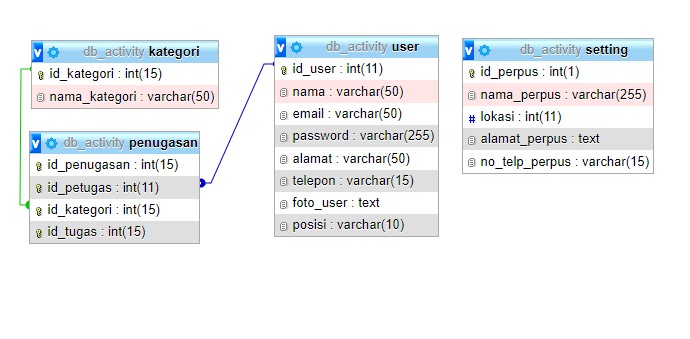 db_activity kategori
id_kategori : int(15)
nama_kategori : varchar(50)
db_activity penugasan
id_penugasan : int(15)
id_petugas : int(11)
id_kategori : int(15)
id_tugas : int(15)
db_activity user
id_user : int(11)
nama : varchar(50)
email : varchar(50)
password : varchar(255)
alamat : varchar(50)
telepon : varchar(15)
foto_user : text
posisi : varchar(10)
db_activity setting
id_perpus : int(1)
nama_perpus : varchar(255)
# lokasi : int(11)
alamat_perpus : text
no_telp_perpus : varchar(15)